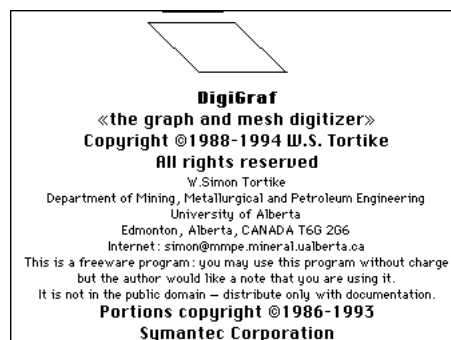 DigiGraf
«the graph and mesh digitizer»
Copyright ©1988-1994 W.S. Tortike
All rights reserved
W.Simon Tortike
Department of Mining, Metallurgical and Petroleum Engineering
University of Alberta
Edmonton, Alberta, CANADA T6G 2G6
Internet: simon@mmpe.mineral.ualberta.ca
This is a freeware program: you may use this program without charge
but the author would like a note that you are using it.
It is not in the public domain – distribute only with documentation.
Portions copyright ©1986-1993
Symantec Corporation